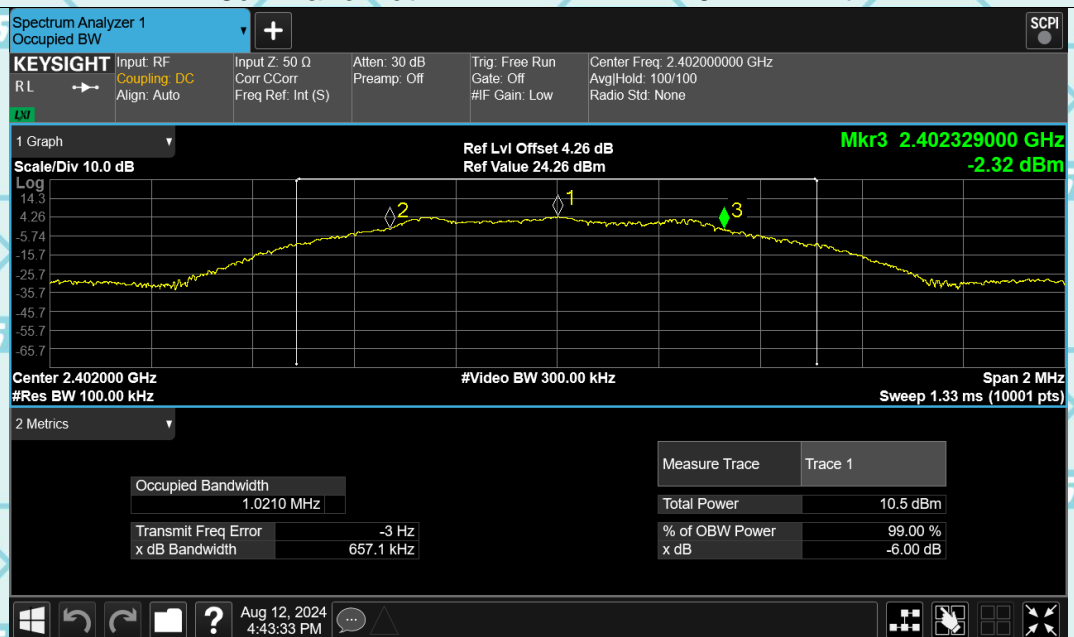 Spectrum Analyzer 1
Occupied BW
SCPI
KEYSIGHT
R L
LXI
Input: RF
Coupling: DC
Align: Auto
Input Z: 50 Ω
Corr CCorr
Freq Ref: Int (S)
Atten: 30 dB
Preamp: Off
Trig: Free Run
Gate: Off
#IF Gain: Low
Center Freq: 2.402000000 GHz
Avg|Hold: 100/100
Radio Std: None
1 Graph
Scale/Div 10.0 dB
Ref Lvl Offset 4.26 dB
Ref Value 24.26 dBm
Mkr3 2.402329000 GHz
-2.32 dBm
Log
14.3
4.26
-5.74
-15.7
-25.7
-35.7
-45.7
-55.7
-65.7
2
1
3
Center 2.402000 GHz
#Res BW 100.00 kHz
#Video BW 300.00 kHz
Span 2 MHz
Sweep 1.33 ms (10001 pts)
2 Metrics
Occupied Bandwidth
1.0210 MHz
Transmit Freq Error -3 Hz
x dB Bandwidth 657.1 kHz
Measure Trace Trace 1
Total Power 10.5 dBm
% of OBW Power 99.00 %
x dB -6.00 dB
?
Aug 12, 2024
4:43:33 PM